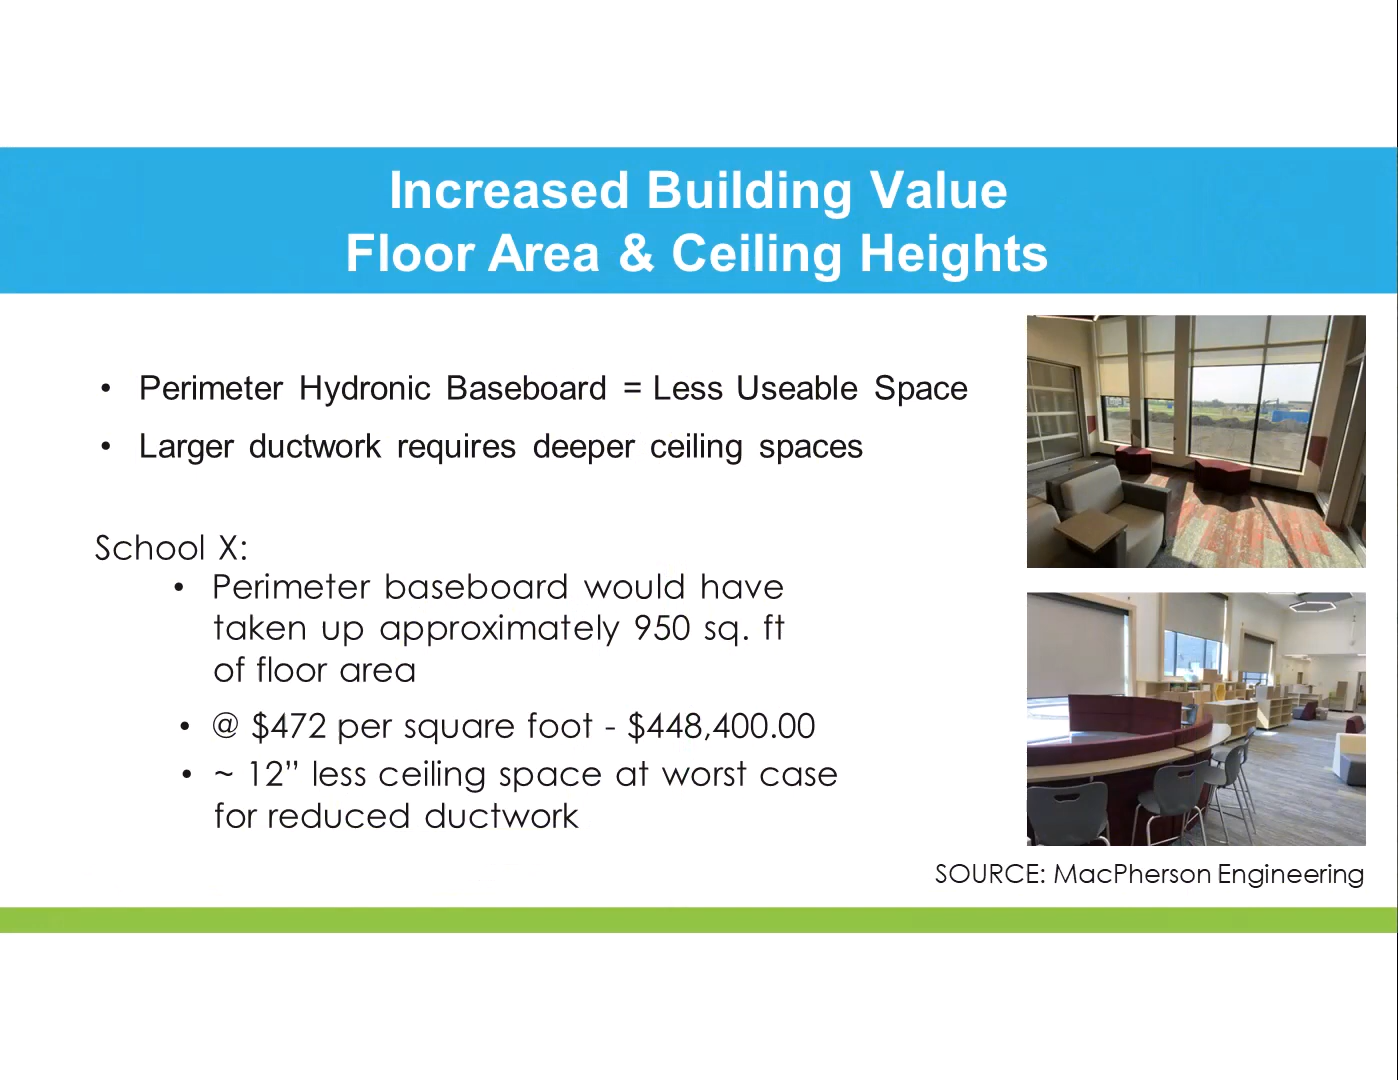 Increased Building Value
Floor Area & Ceiling Heights
• Perimeter Hydronic Baseboard = Less Useable Space
• Larger ductwork requires deeper ceiling spaces
School X:
• Perimeter baseboard would have
taken up approximately 950 sq. ft
of floor area
• @ $472 per square foot - $448,400.00
• ~ 12” less ceiling space at worst case
for reduced ductwork
SOURCE: MacPherson Engineering